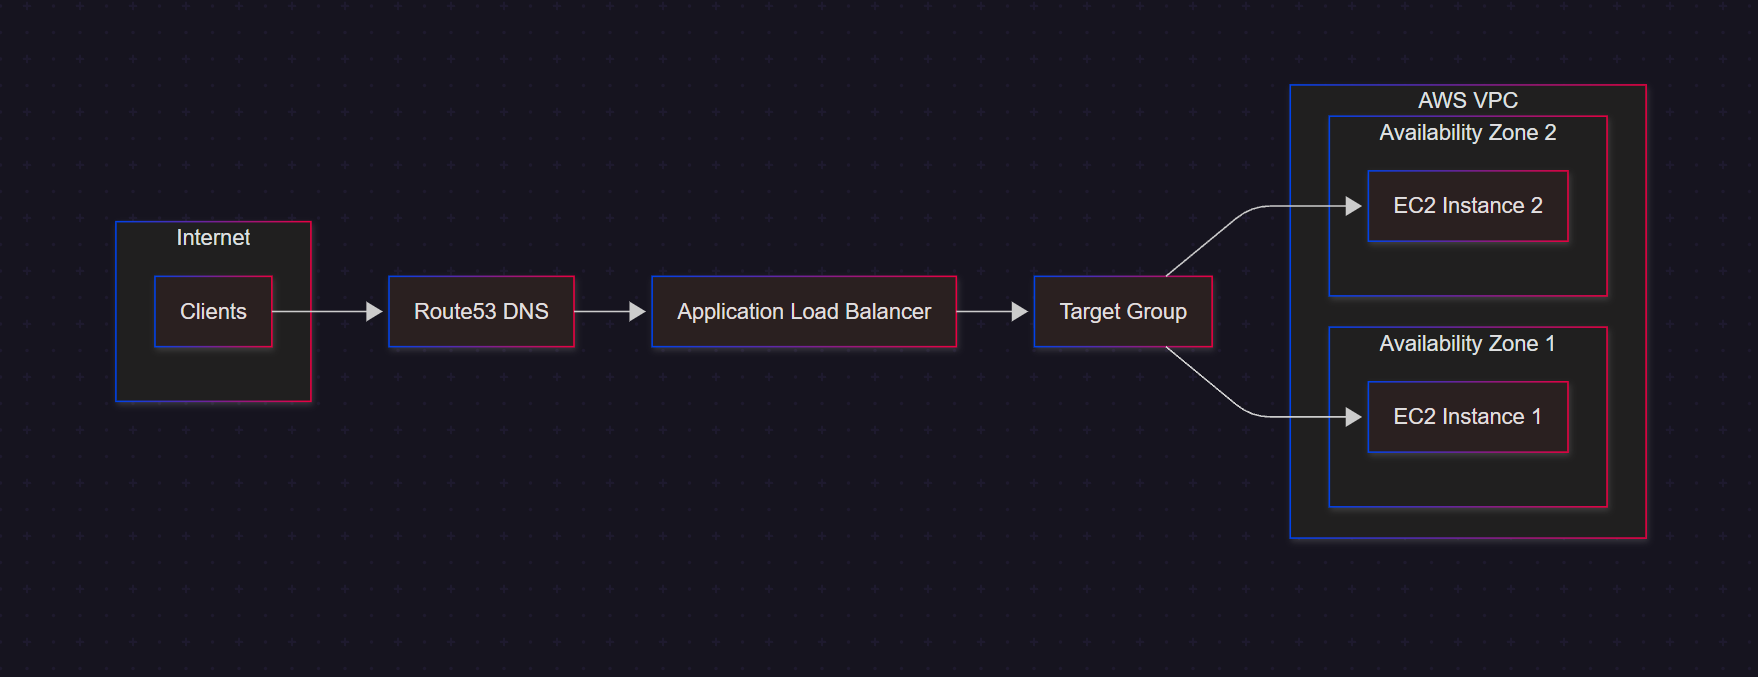 Internet
Clients
Route53 DNS
Application Load Balancer
Target Group
AWS VPC
Availability Zone 2
EC2 Instance 2
Availability Zone 1
EC2 Instance 1